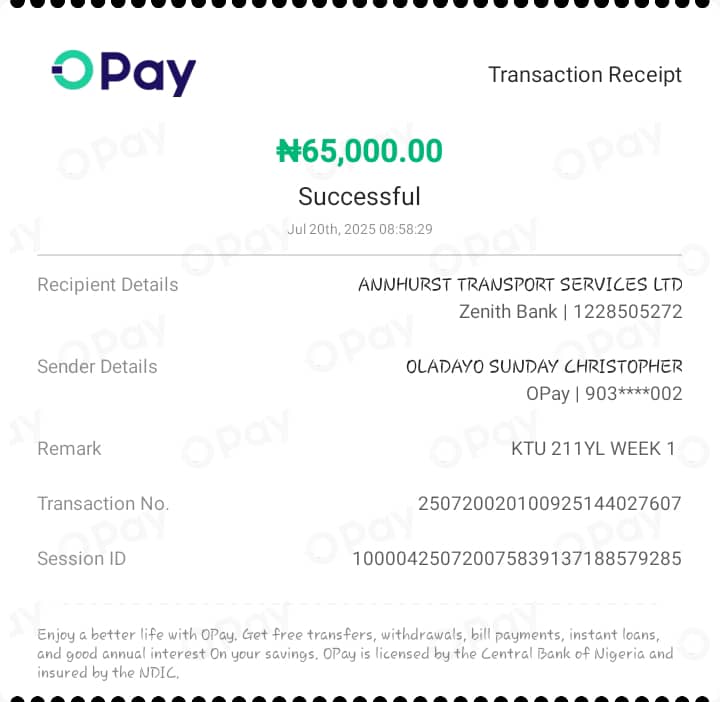 OPay
Transaction Receipt
₦65,000.00
Successful
Jul 20th, 2025 08:58:29
Recipient Details
ANNHURST TRANSPORT SERVICES LTD
Zenith Bank | 1228505272
Sender Details
OLADAYO SUNDAY CHRISTOPHER
OPay | 903****002
Remark
KTU 211YL WEEK 1
Transaction No.
250720020100925144027607
Session ID
100004250720075839137188579285
Enjoy a better life with OPay. Get free transfers, withdrawals, bill payments, instant loans,
and good annual interest On your savings. OPay is licensed by the Central Bank of Nigeria and
insured by the NDIC.